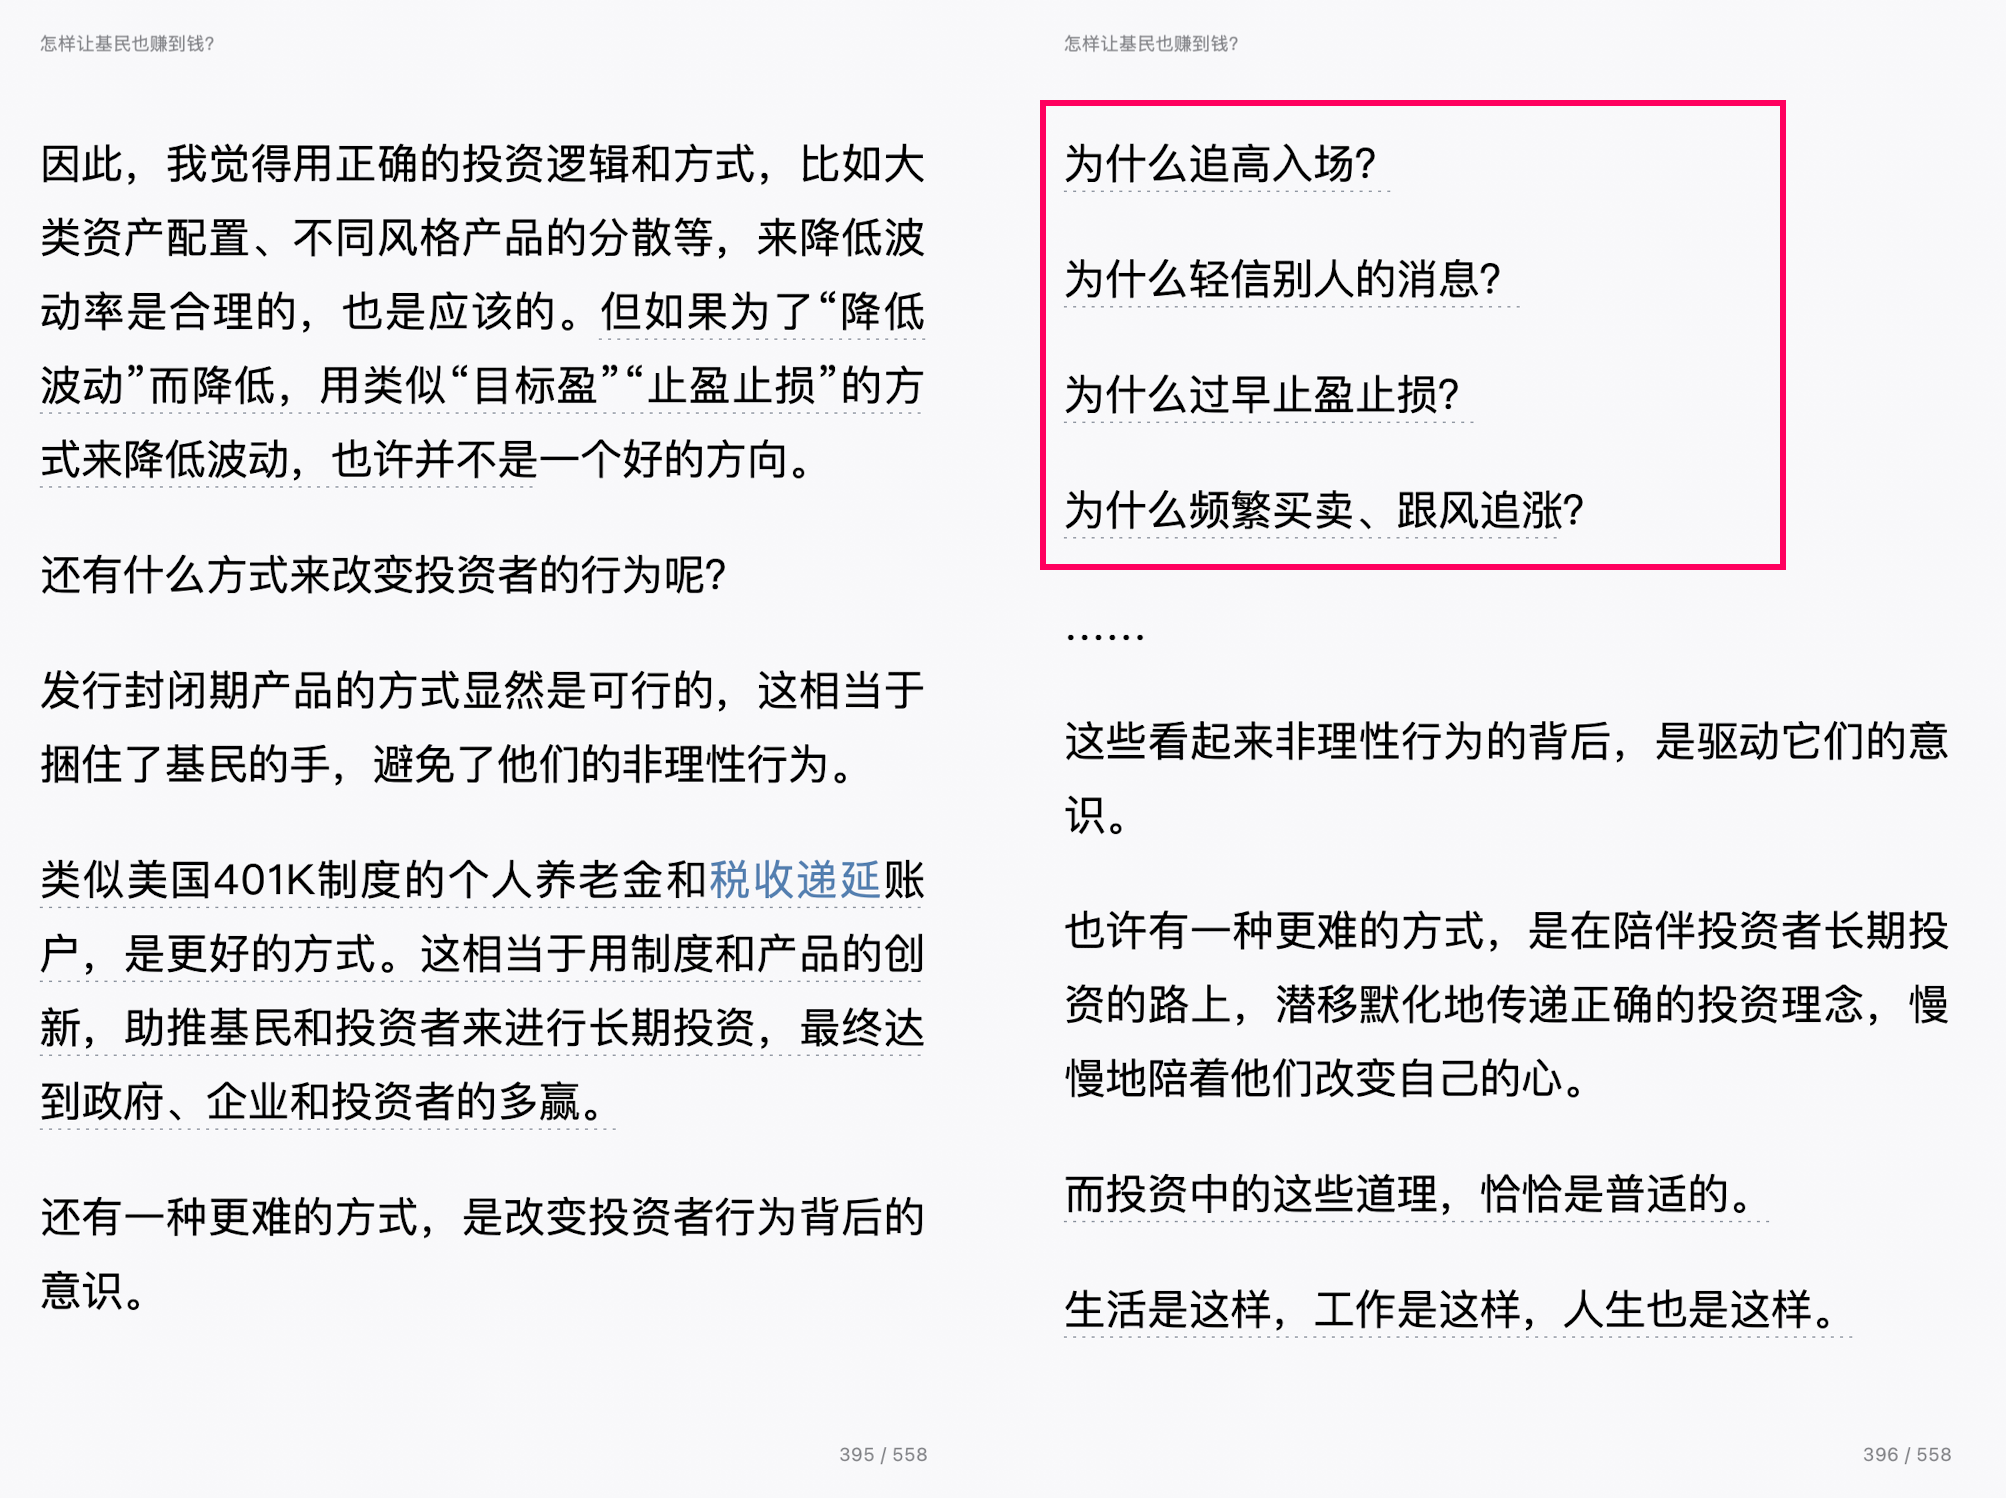 怎样让基民也赚到钱?
因此，我觉得用正确的投资逻辑和方式，比如大
类资产配置、不同风格产品的分散等，来降低波
动率是合理的，也是应该的。但如果为了“降低
波动”而降低，用类似“目标盈”“止盈止损”的方
式来降低波动，也许并不是一个好的方向。
还有什么方式来改变投资者的行为呢?
发行封闭期产品的方式显然是可行的，这相当于
捆住了基民的手，避免了他们的非理性行为。
类似美国401K制度的个人养老金和税收递延账
户，是更好的方式。这相当于用制度和产品的创
新，助推基民和投资者来进行长期投资，最终达
到政府、企业和投资者的多赢。
还有一种更难的方式，是改变投资者行为背后的
意识。
395 / 558
怎样让基民也赚到钱?
为什么追高入场?
为什么轻信别人的消息?
为什么过早止盈止损?
为什么频繁买卖、跟风追涨?
……
这些看起来非理性行为的背后，是驱动它们的意
识。
也许有一种更难的方式，是在陪伴投资者长期投
资的路上，潜移默化地传递正确的投资理念，慢
慢地陪着他们改变自己的心。
而投资中的这些道理，恰恰是普适的。
生活是这样，工作是这样，人生也是这样。
396 / 558